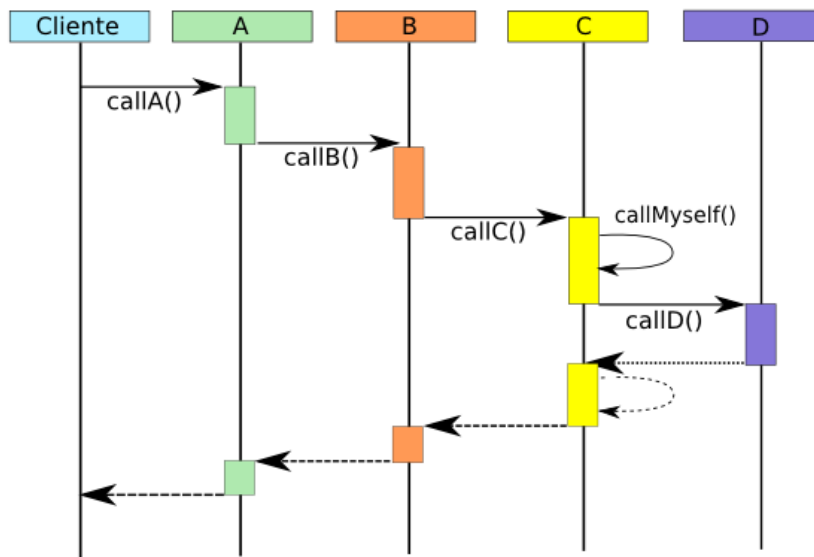 Cliente
A
B
C
D
callA()
callB()
callC()
callMyself()
callD()